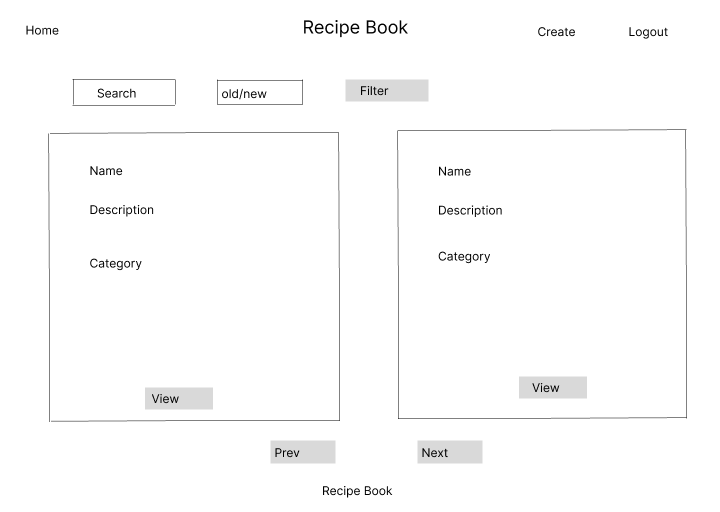 Home
Recipe Book
Create
Logout
Search
old/new
Filter
Name
Description
Category
View
Name
Description
Category
View
Prev
Next
Recipe Book